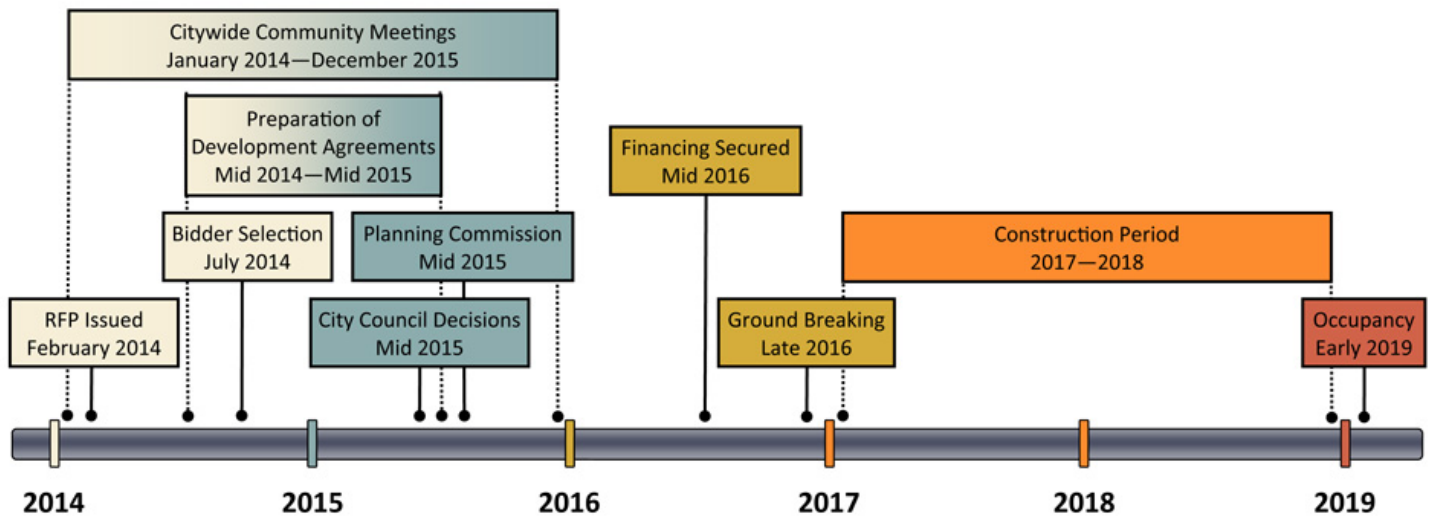 Citywide Community Meetings
January 2014—December 2015
Preparation of
Development Agreements
Mid 2014—Mid 2015
Financing Secured
Mid 2016
Bidder Selection
July 2014
Planning Commission
Mid 2015
Construction Period
2017—2018
RFP Issued
February 2014
City Council Decisions
Mid 2015
Ground Breaking
Late 2016
Occupancy
Early 2019
2014
2015
2016
2017
2018
2019